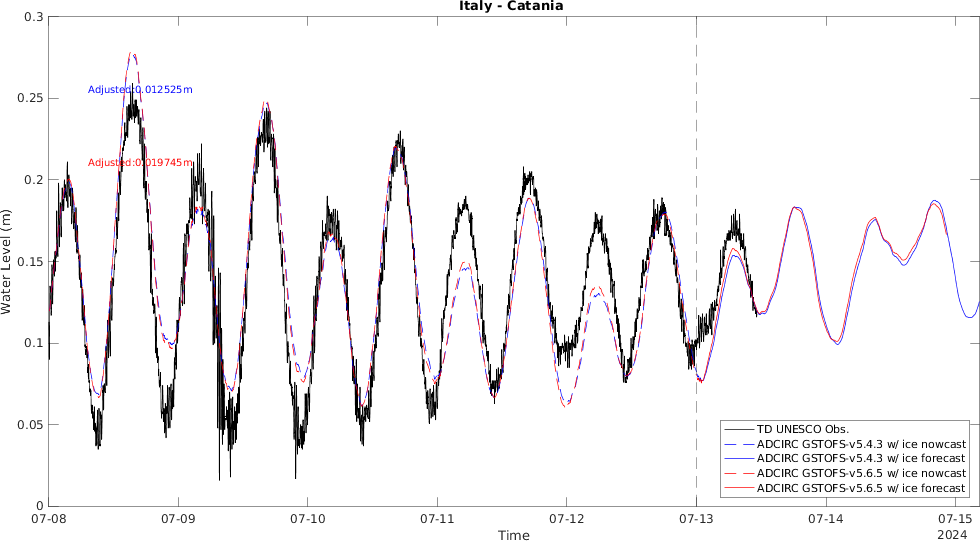 Italy - Catania
0.3
0.25
0.2
0.15
0.1
0.05
0
Water Level (m)
Adjusted:0.012525m
Adjusted:0.019745m
TD UNESCO Obs.
ADCIRC GSTOFS-v5.4.3 w/ ice nowcast
ADCIRC GSTOFS-v5.4.3 w/ ice forecast
ADCIRC GSTOFS-v5.6.5 w/ ice nowcast
ADCIRC GSTOFS-v5.6.5 w/ ice forecast
07-08 07-09 07-10 07-11 07-12 07-13 07-14 07-15
Time
2024